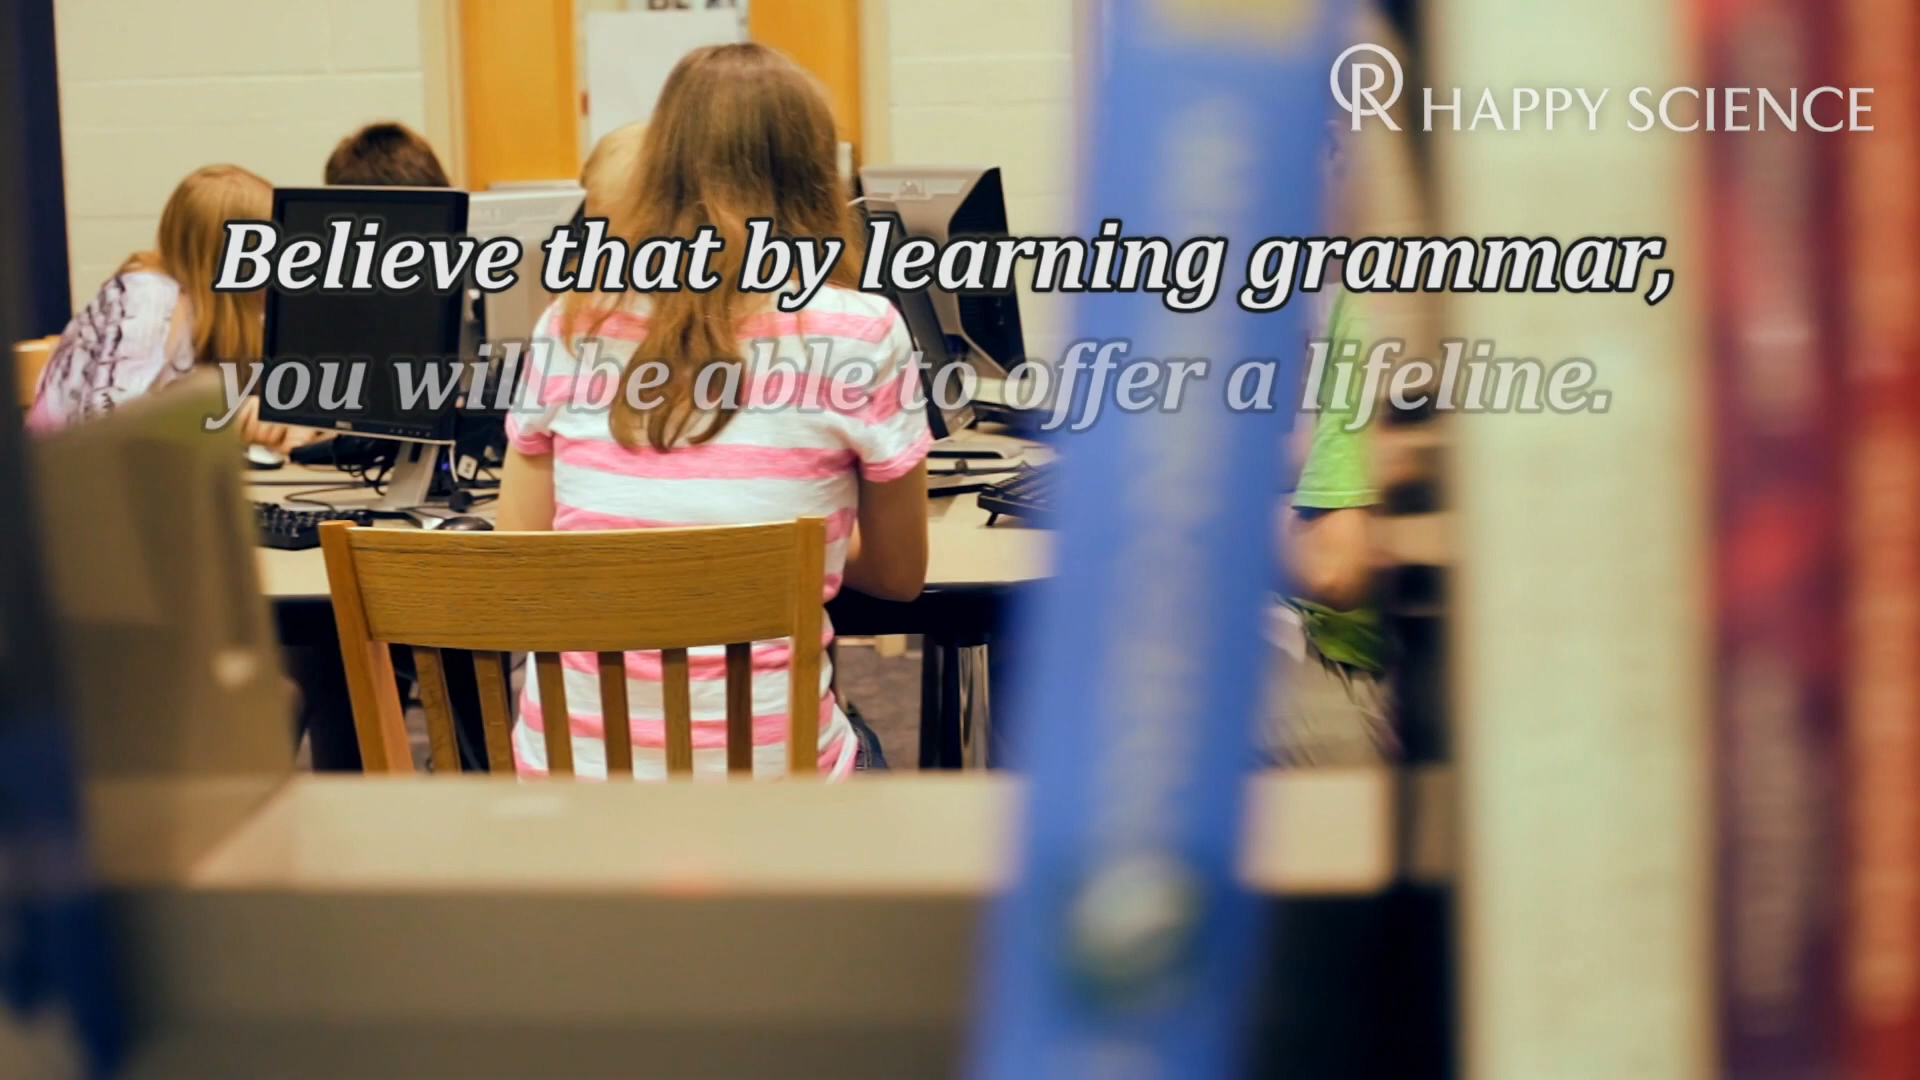 HAPPY SCIENCE
Believe that by learning grammar,
you will be able to offer a lifeline.